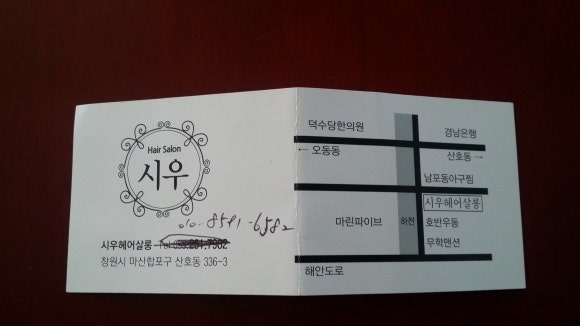 Hair Salon
시우
010-8591-6582
시우헤어살롱
창원시 마산합포구 산호동 336-3
덕수당한의원
경남은행
← 오동동
산호동 →
남포동아구찜
시우헤어살롱
마린파이브
하천
호반우동
무학맨션
해안도로